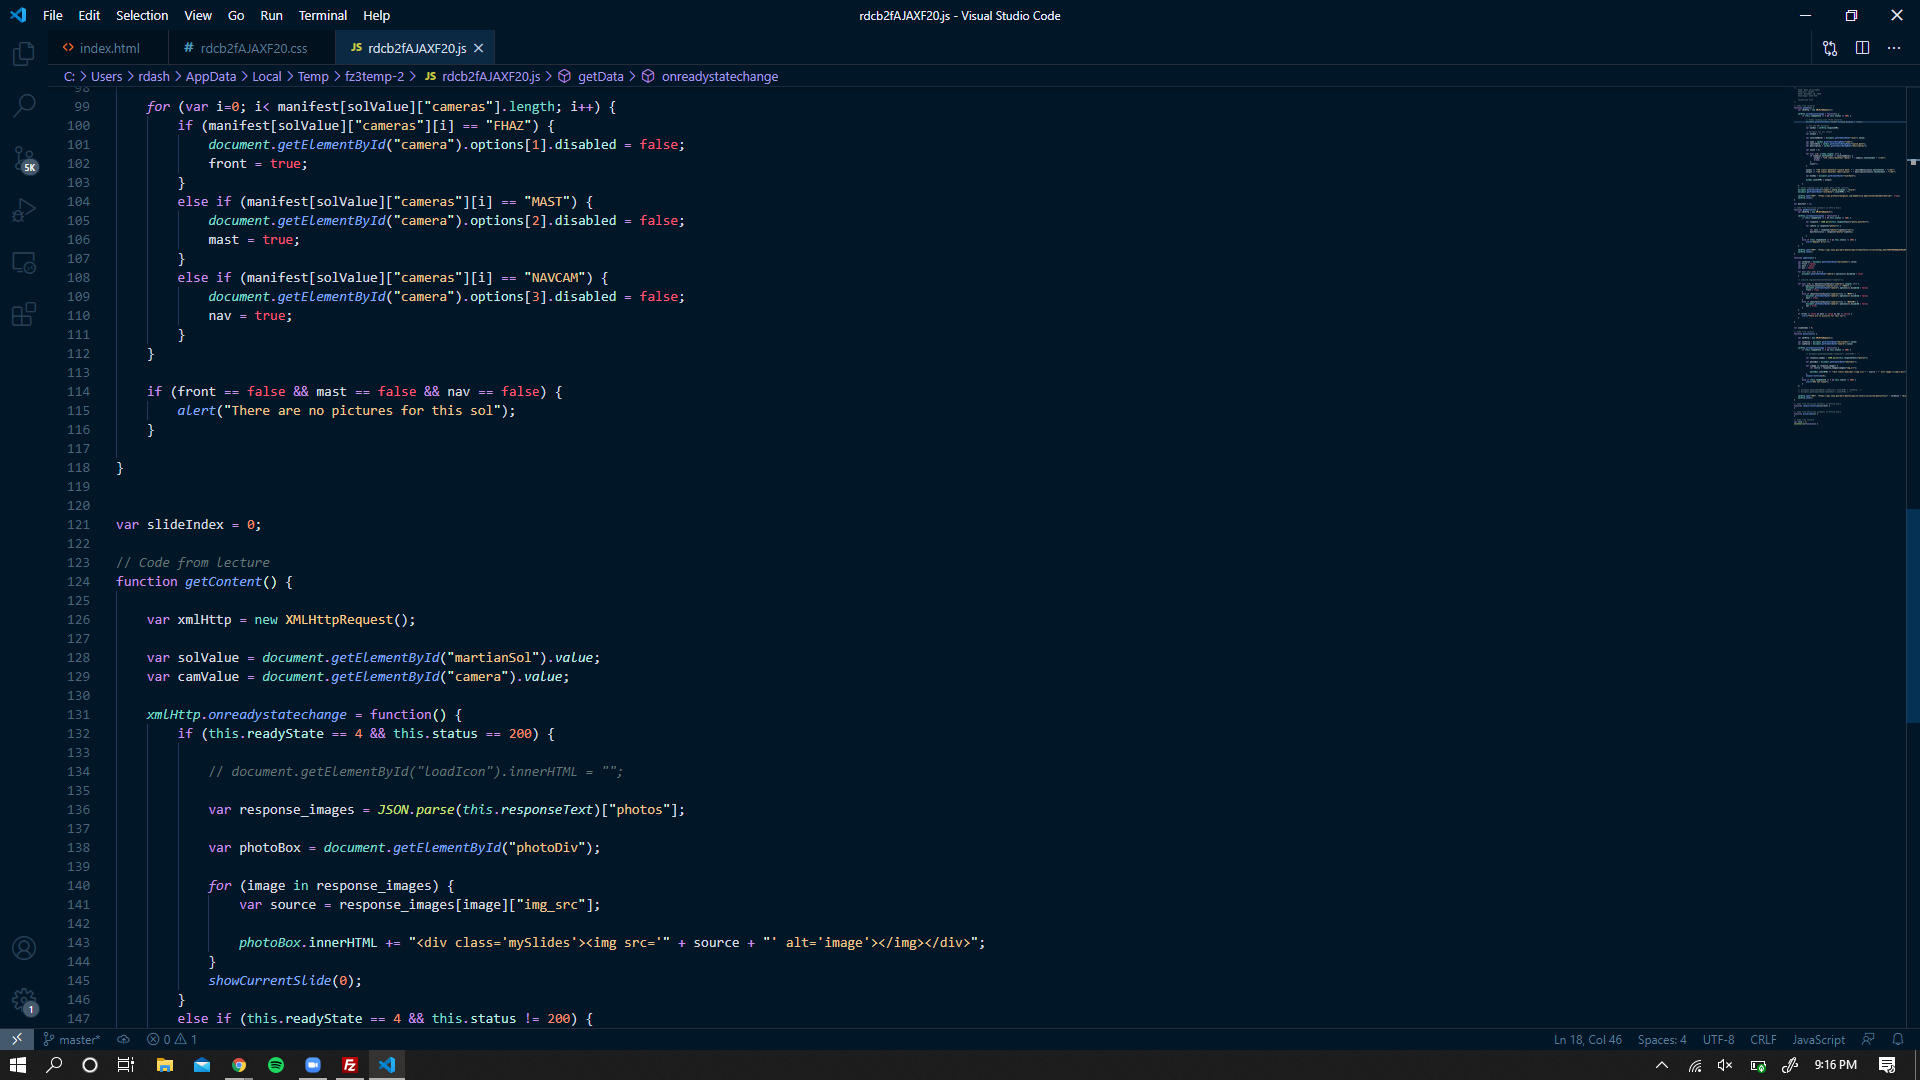 File Edit Selection View Go Run Terminal Help
rdcb2fAJAXF20.js - Visual Studio Code
<> index.html
# rdcb2fAJAXF20.css
JS rdcb2fAJAXF20.js
C: > Users > rdash > AppData > Local > Temp > fz3temp-2 > JS rdcb2fAJAXF20.js > getData > onreadystatechange
98
99 for (var i=0; i< manifest[solValue]["cameras"].length; i++) {
100 if (manifest[solValue]["cameras"][i] == "FHAZ") {
101 document.getElementById("camera").options[1].disabled = false;
102 front = true;
103 }
104 else if (manifest[solValue]["cameras"][i] == "MAST") {
105 document.getElementById("camera").options[2].disabled = false;
106 mast = true;
107 }
108 else if (manifest[solValue]["cameras"][i] == "NAVCAM") {
109 document.getElementById("camera").options[3].disabled = false;
110 nav = true;
111 }
112 }
113
114 if (front == false && mast == false && nav == false) {
115 alert("There are no pictures for this sol");
116 }
117
118 }
119
120
121 var slideIndex = 0;
122
123 // Code from lecture
124 function getContent() {
125
126 var xmlHttp = new XMLHttpRequest();
127
128 var solValue = document.getElementById("martianSol").value;
129 var camValue = document.getElementById("camera").value;
130
131 xmlHttp.onreadystatechange = function() {
132 if (this.readyState == 4 && this.status == 200) {
133
134 // document.getElementById("loadIcon").innerHTML = "";
135
136 var response_images = JSON.parse(this.responseText)["photos"];
137
138 var photoBox = document.getElementById("photoDiv");
139
140 for (image in response_images) {
141 var source = response_images[image]["img_src"];
142
143 photoBox.innerHTML += "<div class='mySlides'><img src='" + source + "' alt='image'></img></div>";
144 }
145 showCurrentSlide(0);
146 }
147 else if (this.readyState == 4 && this.status != 200) {
5K
1
master* 0 1
Ln 18, Col 46 Spaces: 4 UTF-8 CRLF JavaScript
Fz
9:16 PM